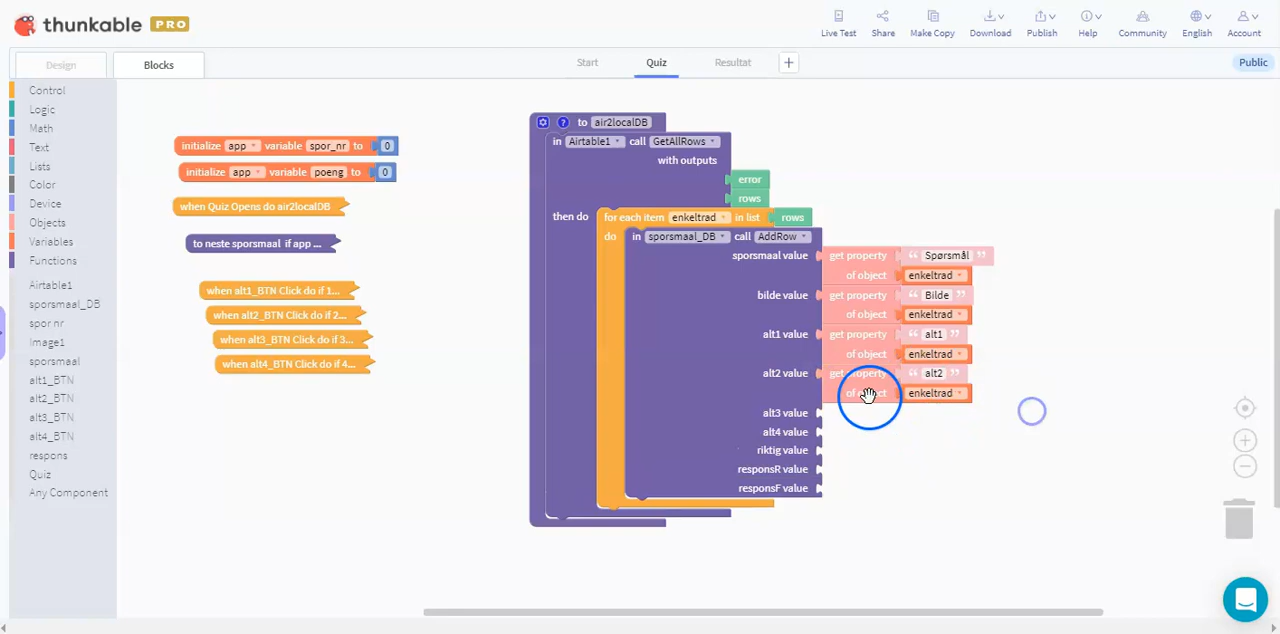 thunkable PRO
Live Test
Share
Make Copy
Download
Publish
Help
Community
English
Account
Design
Blocks
Start
Quiz
Resultat
+
Public
Control
Logic
Math
Text
Lists
Color
Device
Objects
Variables
Functions
Airtable1
sporsmaal_DB
spor nr
Image1
sporsmaal
alt1_BTN
alt2_BTN
alt3_BTN
alt4_BTN
respons
Quiz
Any Component
initialize app variable spor_nr to 0
initialize app variable poeng to 0
when Quiz Opens do air2localDB
to neste sporsmaal if app ...
when alt1_BTN Click do if 1...
when alt2_BTN Click do if 2...
when alt3_BTN Click do if 3...
when alt4_BTN Click do if 4...
? to air2localDB
in Airtable1 call GetAllRows
with outputs
error
rows
then do for each item enkeltrad in list rows
do in sporsmaal_DB call AddRow
sporsmaal value get property “ Spørsmål ”
of object enkeltrad
bilde value get property “ Bilde ”
of object enkeltrad
alt1 value get property “ alt1 ”
of object enkeltrad
alt2 value get property “ alt2 ”
of object enkeltrad
alt3 value
alt4 value
riktig value
responsR value
responsF value